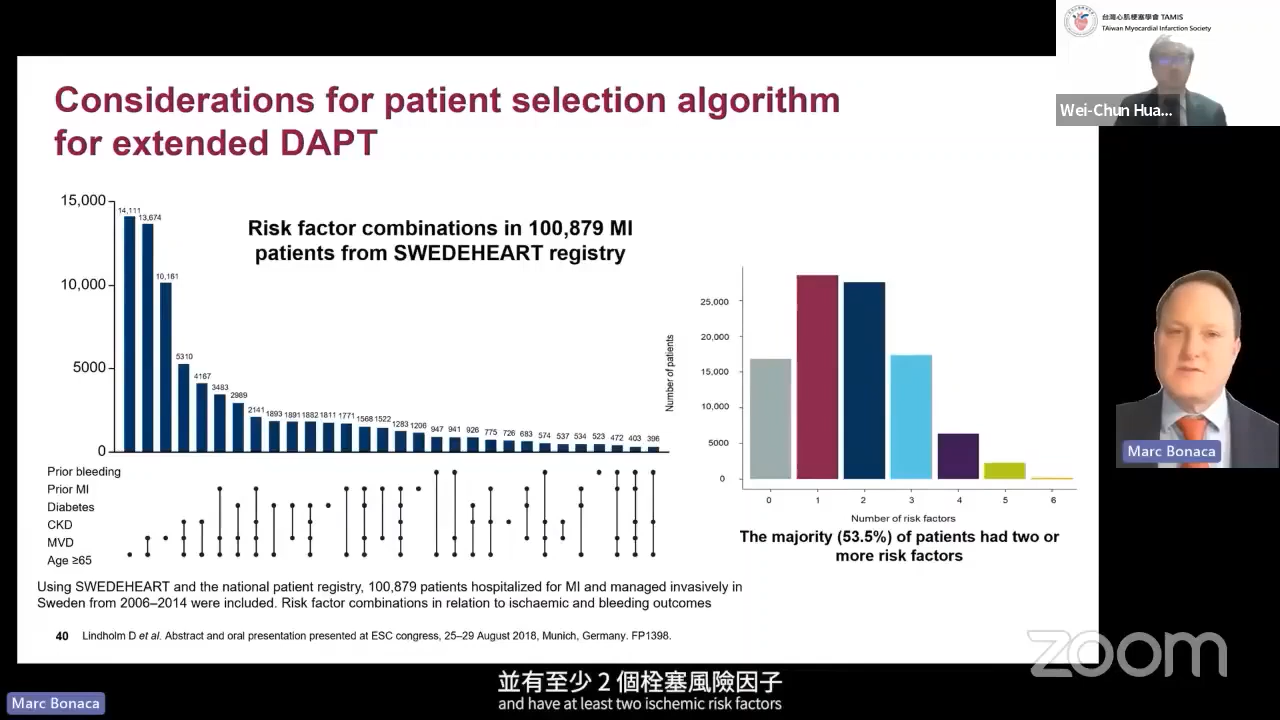 台灣心肌梗塞學會 TAMIS
TAiwan Myocardial Infarction Society
Wei-Chun Hua...
Considerations for patient selection algorithm
for extended DAPT
Risk factor combinations in 100,879 MI
patients from SWEDEHEART registry
15,000
10,000
5000
0
14,111
13,674
10,161
5310
4167
3483
2989
2141
1893
1891
1882
1811
1771
1568
1522
1283
1206
947
941
926
775
726
683
574
537
534
523
472
403
396
Prior bleeding
Prior MI
Diabetes
CKD
MVD
Age ≥65
Number of patients
25,000
20,000
15,000
10,000
5000
0
0 1 2 3 4 5 6
Number of risk factors
The majority (53.5%) of patients had two or
more risk factors
Using SWEDEHEART and the national patient registry, 100,879 patients hospitalized for MI and managed invasively in
Sweden from 2006–2014 were included. Risk factor combinations in relation to ischaemic and bleeding outcomes
40 Lindholm D et al. Abstract and oral presentation presented at ESC congress, 25–29 August 2018, Munich, Germany. FP1398.
Marc Bonaca
zoom
並有至少 2 個栓塞風險因子
and have at least two ischemic risk factors
Marc Bonaca